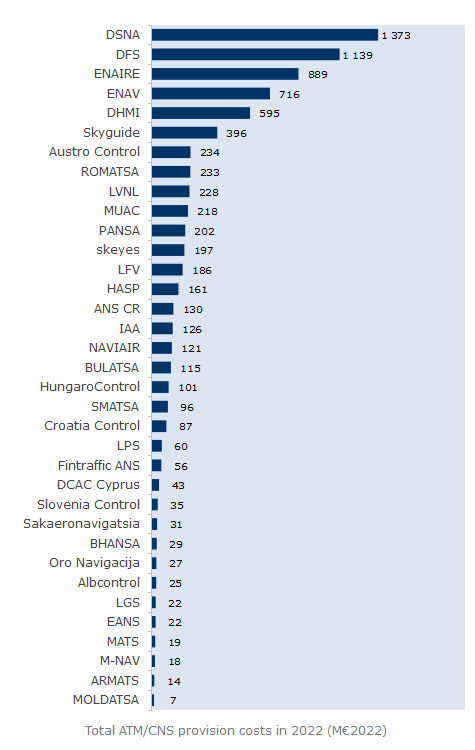 DSNA 1 373
DFS 1 139
ENAIRE 889
ENAV 716
DHMI 595
Skyguide 396
Austro Control 234
ROMATSA 233
LVNL 228
MUAC 218
PANSA 202
skeyes 197
LFV 186
HASP 161
ANS CR 130
IAA 126
NAVIAIR 121
BULATSA 115
HungaroControl 101
SMATSA 96
Croatia Control 87
LPS 60
Fintraffic ANS 56
DCAC Cyprus 43
Slovenia Control 35
Sakaeronavigatsia 31
BHANSA 29
Oro Navigacija 27
Albcontrol 25
LGS 22
EANS 22
MATS 19
M-NAV 18
ARMATS 14
MOLDATSA 7
Total ATM/CNS provision costs in 2022 (M€2022)